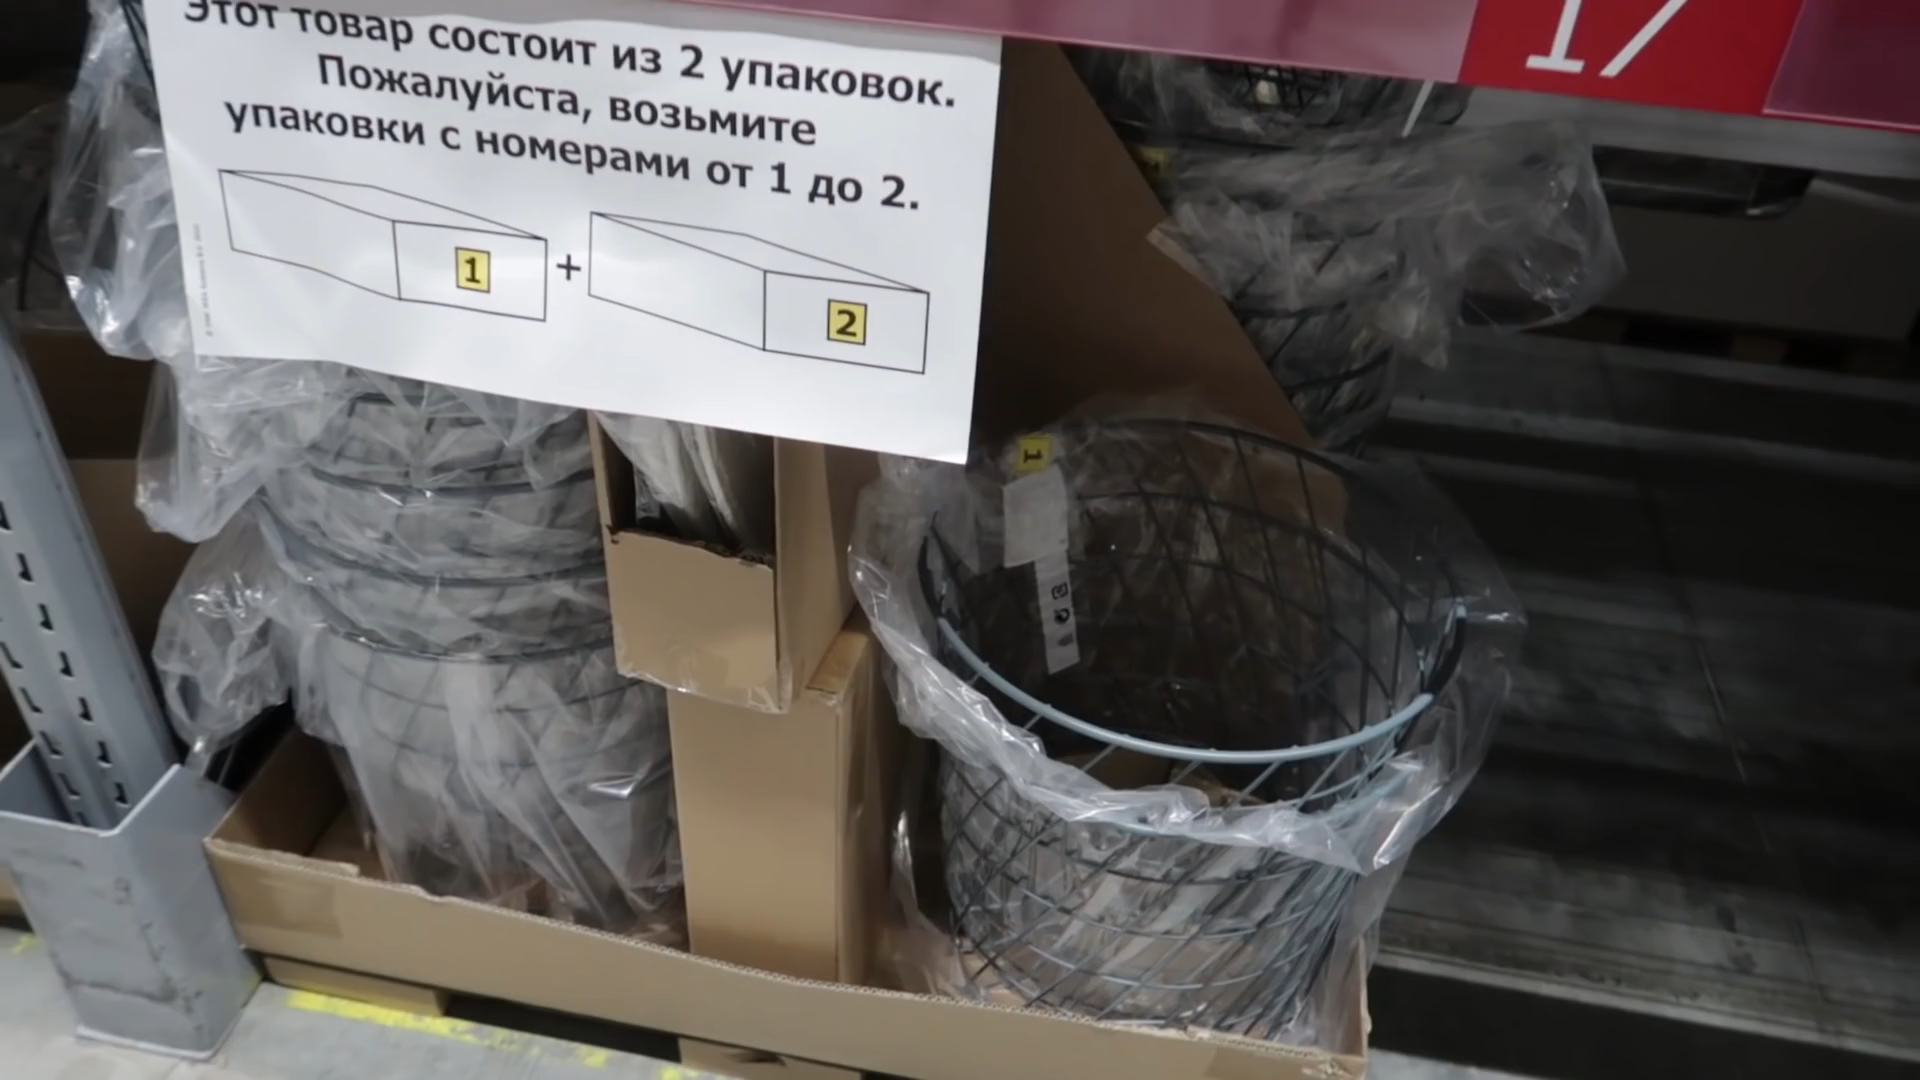 Этот товар состоит из 2 упаковок.
Пожалуйста, возьмите
упаковки с номерами от 1 до 2.
1 + 2
17
1